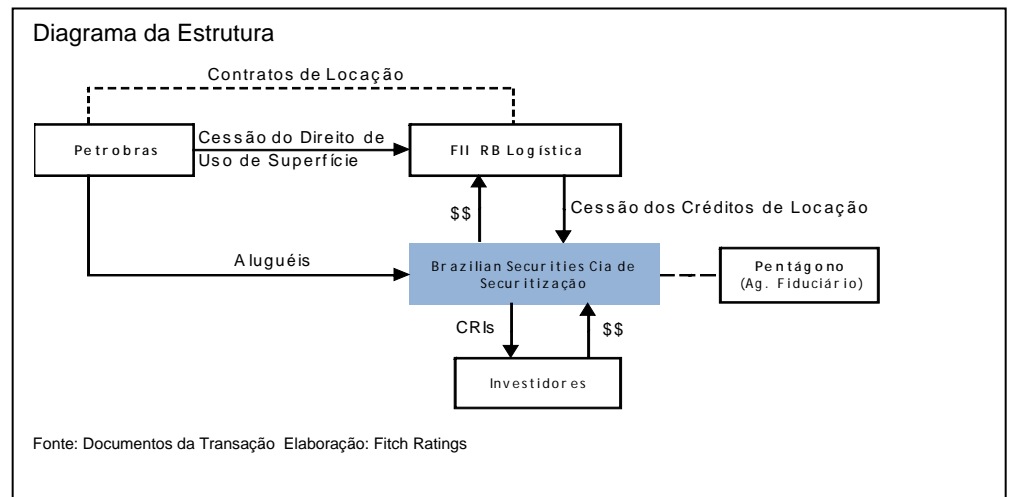 Diagrama da Estrutura
Contratos de Locação
Petrobras
Cessão do Direito de
Uso de Superfície
FII RB Logística
$$
Cessão dos Créditos de Locação
Aluguéis
Brazilian Securities Cia de
Securitização
Pentágono
(Ag. Fiduciário)
CRIs
$$
Investidores
Fonte: Documentos da Transação Elaboração: Fitch Ratings